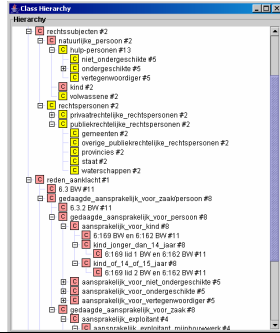 Class Hierarchy
Hierarchy
rechtssubjecten #2
natuurlijke_persoon #2
hulp-personen #13
niet_ondergeschikte #5
ondergeschikte #5
vertegenwoordiger #5
kind #2
volwassene #2
rechtspersonen #2
privaatrechtelijke_rechtspersonen #2
publiekrechtelijke_rechtspersonen #2
gemeenten #2
overige_publiekrechtelijke_rechtspersonen #2
provincies #2
staat #2
waterschappen #2
reden_aanklacht #1
6.3 BW #11
gedaagde_aansprakelijk_voor_zaak/persoon #8
6.3.2 BW #11
gedaagde_aansprakelijk_voor_persoon #8
aansprakelijk_voor_kind #8
6:169 BW en 6:162 BW #11
kind_jonger_dan_14_jaar #8
6:169 lid 1 BW en 6:162 BW #11
kind_of_14_of_15_jaar #8
6:169 lid 2 BW en 6:162 BW #11
aansprakelijk_voor_niet_ondergeschikte #5
aansprakelijk_voor_ondergeschikte #5
aansprakelijk_voor_vertegenwoordiger #5
gedaagde_aansprakelijk_voor_zaak #8
aansprakelijk_exploitant #4
aansprakelijk_exploitant_mijnbouwwerk #4